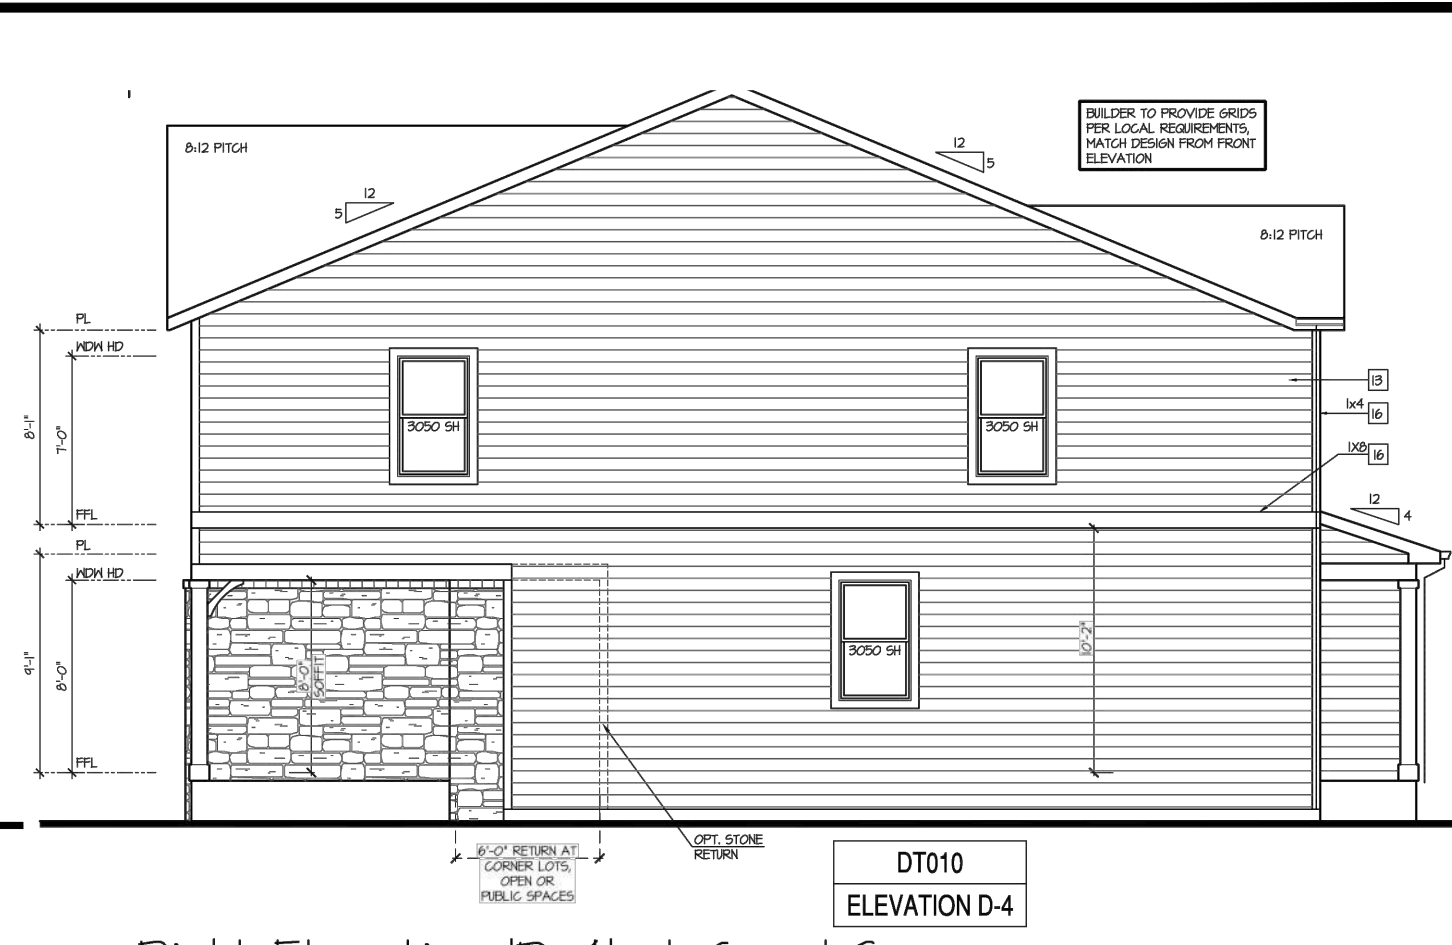 BUILDER TO PROVIDE GRIDS
PER LOCAL REQUIREMENTS,
MATCH DESIGN FROM FRONT
ELEVATION
8:12 PITCH
12
5
12
5
8:12 PITCH
PL
WDW HD
8'-1"
7'-0"
3050 SH
3050 SH
13
1x4
16
1X8
16
12
4
FFL
PL
WDW HD
9'-1"
8'-0"
8'-0"
SOFFIT
3050 SH
0'-2"
FFL
OPT. STONE
RETURN
6'-0" RETURN AT
CORNER LOTS,
OPEN OR
PUBLIC SPACES
DT010
ELEVATION D-4